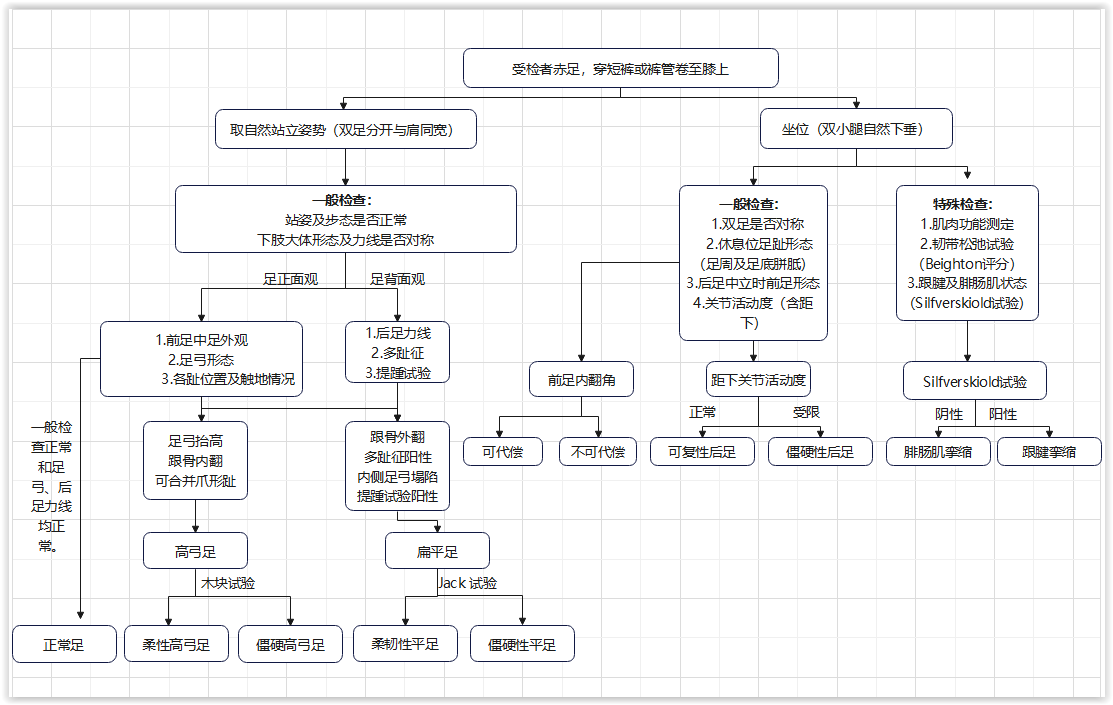 受检者赤足，穿短裤或裤管卷至膝上
取自然站立姿势（双足分开与肩同宽）
坐位（双小腿自然下垂）
一般检查：
站姿及步态是否正常
下肢大体形态及力线是否对称
一般检查：
1.双足是否对称
2.休息位足趾形态
（足周及足底胼胝）
3.后足中立时前足形态
4.关节活动度（含距
下）
特殊检查：
1.肌肉功能测定
2.韧带松弛试验
（Beighton评分）
3.跟腱及腓肠肌状态
（Silfverskiold试验）
足正面观
足背面观
1.前足中足外观
2.足弓形态
3.各趾位置及触地情况
1.后足力线
2.多趾征
3.提踵试验
前足内翻角
距下关节活动度
Silfverskiold试验
正常
受限
阴性
阳性
一般检
查正常
和足
弓、后
足力线
均正
常。
足弓抬高
跟骨内翻
可合并爪形趾
跟骨外翻
多趾征阳性
内侧足弓塌陷
提踵试验阳性
可代偿
不可代偿
可复性后足
僵硬性后足
腓肠肌挛缩
跟腱挛缩
高弓足
扁平足
木块试验
Jack 试验
正常足
柔性高弓足
僵硬高弓足
柔韧性平足
僵硬性平足